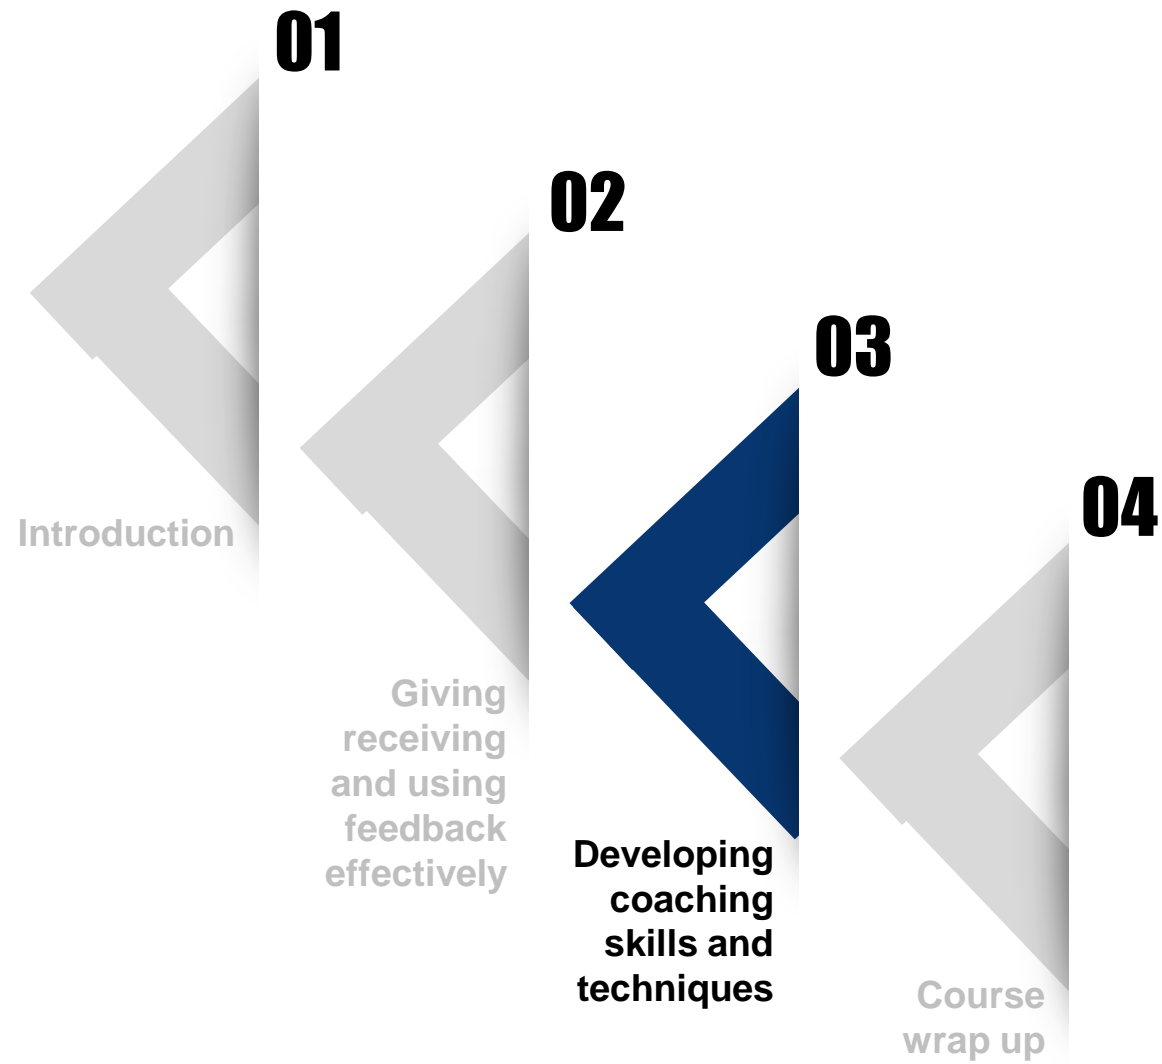 01
Introduction
02
Giving
receiving
and using
feedback
effectively
03
Developing
coaching
skills and
techniques
04
Course
wrap up